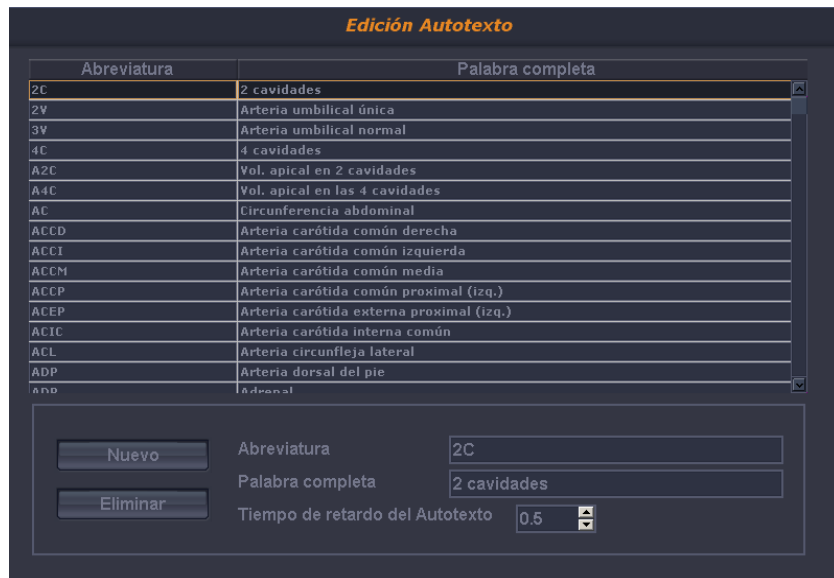 Edición Autotexto
Abreviatura Palabra completa
2C 2 cavidades
2V Arteria umbilical única
3V Arteria umbilical normal
4C 4 cavidades
A2C Vol. apical en 2 cavidades
A4C Vol. apical en las 4 cavidades
AC Circunferencia abdominal
ACCD Arteria carótida común derecha
ACCI Arteria carótida común izquierda
ACCM Arteria carótida común media
ACCP Arteria carótida común proximal (izq.)
ACEP Arteria carótida externa proximal (izq.)
ACIC Arteria carótida interna común
ACL Arteria circunfleja lateral
ADP Arteria dorsal del pie
Adrenal
Nuevo Abreviatura 2C
Palabra completa 2 cavidades
Eliminar
Tiempo de retardo del Autotexto 0.5